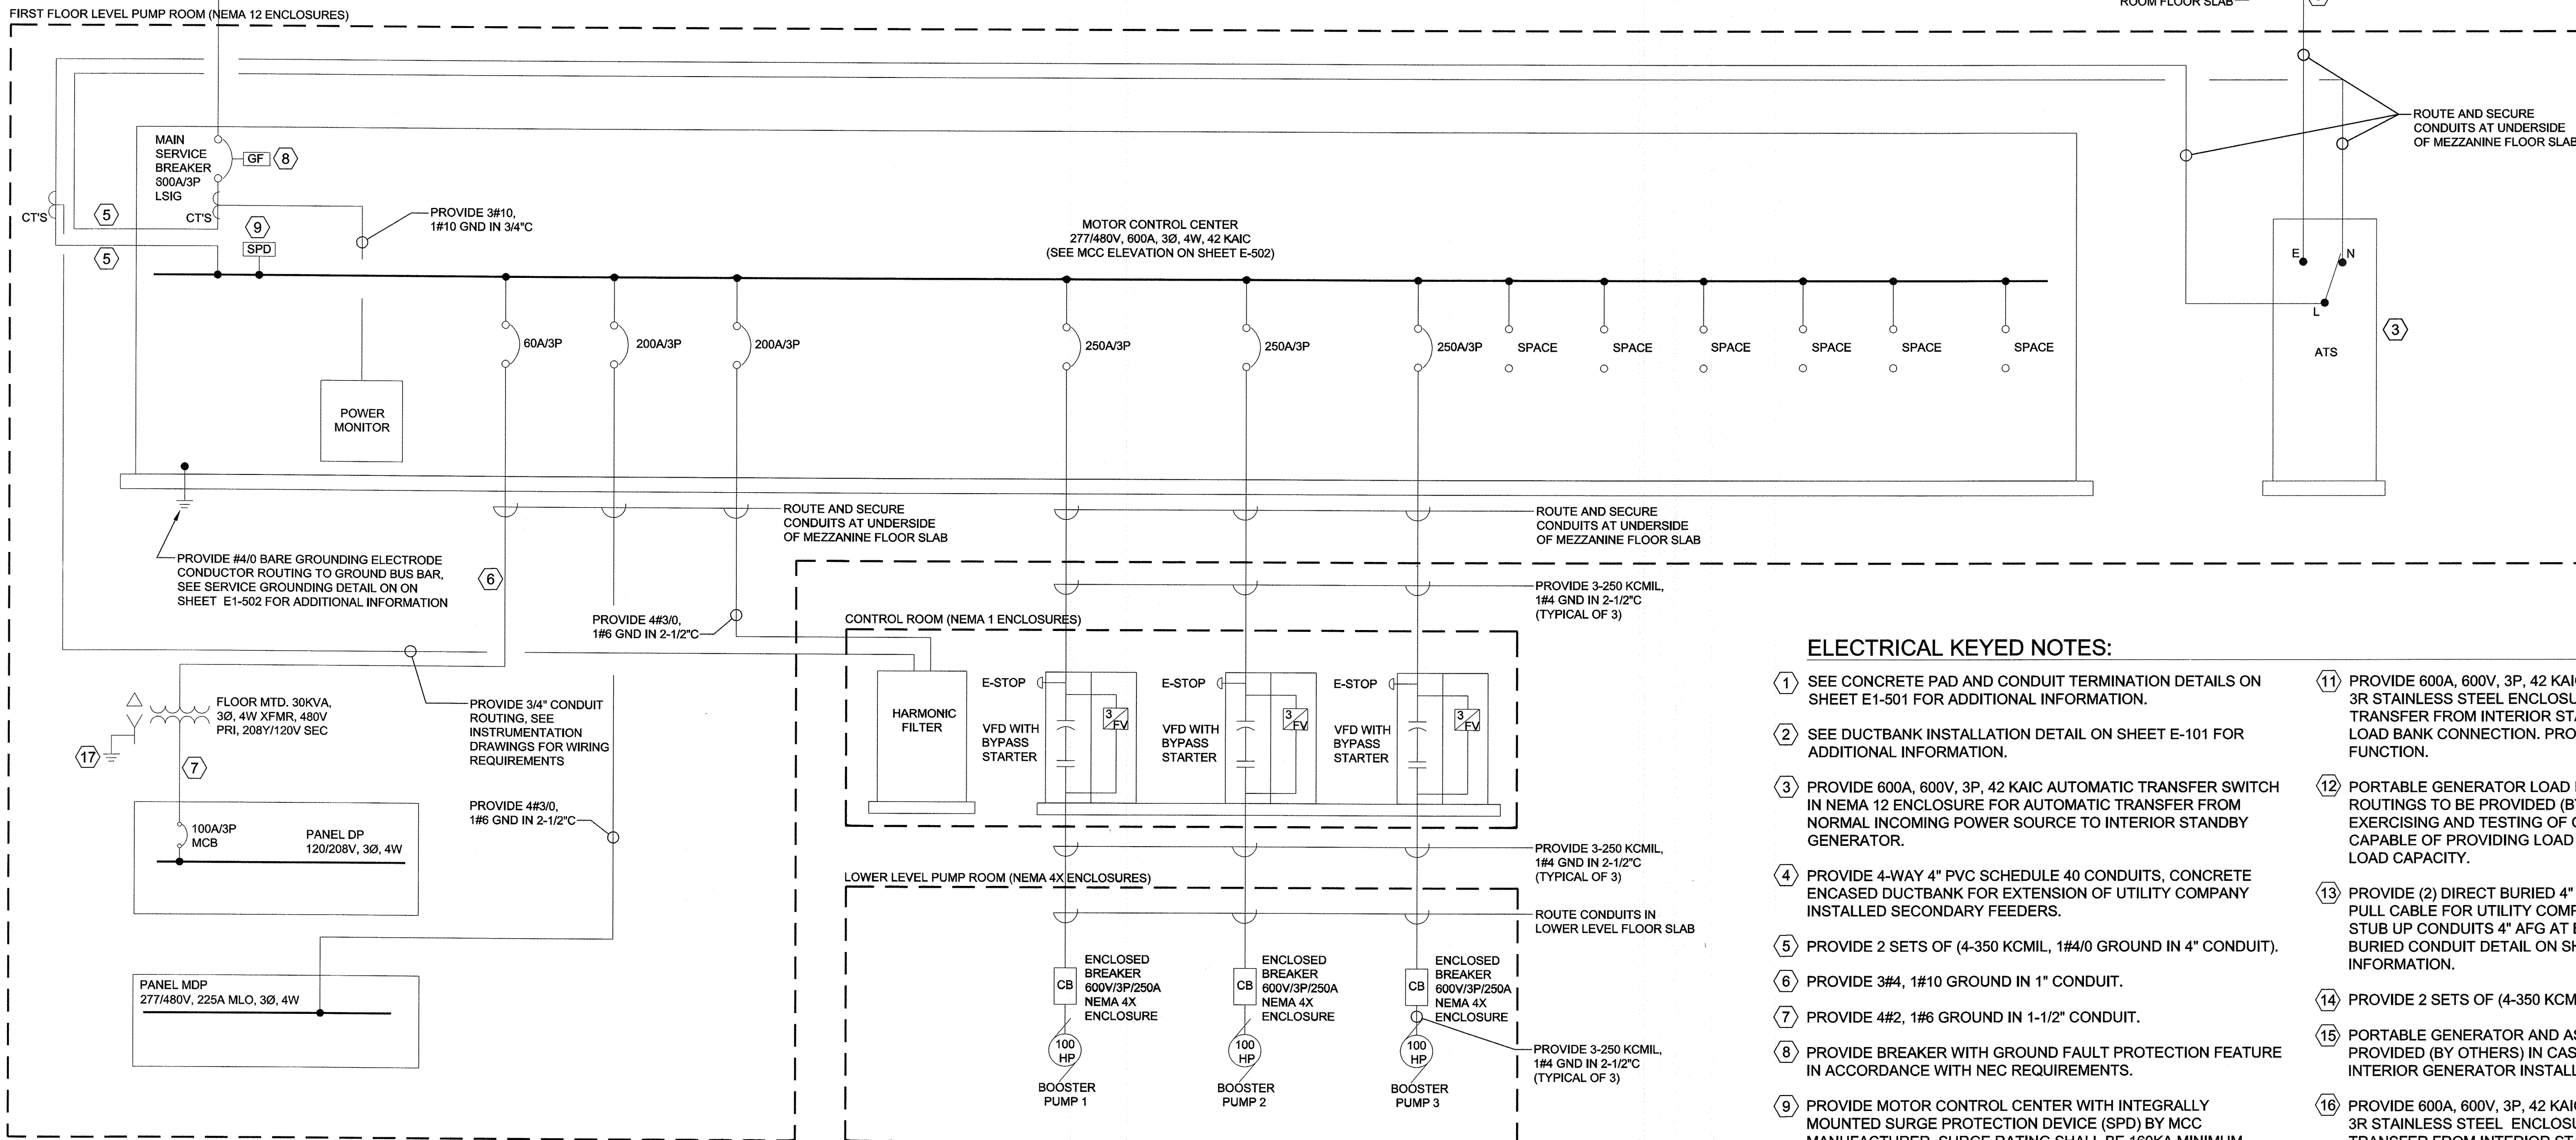 FIRST FLOOR LEVEL PUMP ROOM (NEMA 12 ENCLOSURES)
ROOM FLOOR SLAB
ROUTE AND SECURE
CONDUITS AT UNDERSIDE
OF MEZZANINE FLOOR SLAB
MAIN
SERVICE
BREAKER
600A/3P
LSIG
GF
8
CT'S
5
CT'S
9
SPD
5
PROVIDE 3#10,
1#10 GND IN 3/4"C
MOTOR CONTROL CENTER
277/480V, 600A, 3Ø, 4W, 42 KAIC
(SEE MCC ELEVATION ON SHEET E-502)
E
N
L
ATS
3
60A/3P
200A/3P
200A/3P
250A/3P
250A/3P
250A/3P
SPACE
SPACE
SPACE
SPACE
SPACE
SPACE
POWER
MONITOR
ROUTE AND SECURE
CONDUITS AT UNDERSIDE
OF MEZZANINE FLOOR SLAB
ROUTE AND SECURE
CONDUITS AT UNDERSIDE
OF MEZZANINE FLOOR SLAB
PROVIDE #4/0 BARE GROUNDING ELECTRODE
CONDUCTOR ROUTING TO GROUND BUS BAR,
SEE SERVICE GROUNDING DETAIL ON ON
SHEET E1-502 FOR ADDITIONAL INFORMATION
6
PROVIDE 4#3/0,
1#6 GND IN 2-1/2"C
PROVIDE 3-250 KCMIL,
1#4 GND IN 2-1/2"C
(TYPICAL OF 3)
CONTROL ROOM (NEMA 1 ENCLOSURES)
HARMONIC
FILTER
E-STOP
VFD WITH
BYPASS
STARTER
3
FV
E-STOP
VFD WITH
BYPASS
STARTER
3
FV
E-STOP
VFD WITH
BYPASS
STARTER
3
FV
FLOOR MTD. 30KVA,
3Ø, 4W XFMR, 480V
PRI, 208Y/120V SEC
17
7
PROVIDE 3/4" CONDUIT
ROUTING, SEE
INSTRUMENTATION
DRAWINGS FOR WIRING
REQUIREMENTS
PROVIDE 4#3/0,
1#6 GND IN 2-1/2"C
100A/3P
MCB
PANEL DP
120/208V, 3Ø, 4W
PANEL MDP
277/480V, 225A MLO, 3Ø, 4W
PROVIDE 3-250 KCMIL,
1#4 GND IN 2-1/2"C
(TYPICAL OF 3)
LOWER LEVEL PUMP ROOM (NEMA 4X ENCLOSURES)
ROUTE CONDUITS IN
LOWER LEVEL FLOOR SLAB
CB
ENCLOSED
BREAKER
600V/3P/250A
NEMA 4X
ENCLOSURE
CB
ENCLOSED
BREAKER
600V/3P/250A
NEMA 4X
ENCLOSURE
CB
ENCLOSED
BREAKER
600V/3P/250A
NEMA 4X
ENCLOSURE
100
HP
BOOSTER
PUMP 1
100
HP
BOOSTER
PUMP 2
100
HP
BOOSTER
PUMP 3
PROVIDE 3-250 KCMIL,
1#4 GND IN 2-1/2"C
(TYPICAL OF 3)
ELECTRICAL KEYED NOTES:
1 SEE CONCRETE PAD AND CONDUIT TERMINATION DETAILS ON
SHEET E1-501 FOR ADDITIONAL INFORMATION.
2 SEE DUCTBANK INSTALLATION DETAIL ON SHEET E-101 FOR
ADDITIONAL INFORMATION.
3 PROVIDE 600A, 600V, 3P, 42 KAIC AUTOMATIC TRANSFER SWITCH
IN NEMA 12 ENCLOSURE FOR AUTOMATIC TRANSFER FROM
NORMAL INCOMING POWER SOURCE TO INTERIOR STANDBY
GENERATOR.
4 PROVIDE 4-WAY 4" PVC SCHEDULE 40 CONDUITS, CONCRETE
ENCASED DUCTBANK FOR EXTENSION OF UTILITY COMPANY
INSTALLED SECONDARY FEEDERS.
5 PROVIDE 2 SETS OF (4-350 KCMIL, 1#4/0 GROUND IN 4" CONDUIT).
6 PROVIDE 3#4, 1#10 GROUND IN 1" CONDUIT.
7 PROVIDE 4#2, 1#6 GROUND IN 1-1/2" CONDUIT.
8 PROVIDE BREAKER WITH GROUND FAULT PROTECTION FEATURE
IN ACCORDANCE WITH NEC REQUIREMENTS.
9 PROVIDE MOTOR CONTROL CENTER WITH INTEGRALLY
MOUNTED SURGE PROTECTION DEVICE (SPD) BY MCC
MANUFACTURER. SURGE RATING SHALL BE 160KA MINIMUM
11 PROVIDE 600A, 600V, 3P, 42 KAI
3R STAINLESS STEEL ENCLOSU
TRANSFER FROM INTERIOR STA
LOAD BANK CONNECTION. PRO
FUNCTION.
12 PORTABLE GENERATOR LOAD
ROUTINGS TO BE PROVIDED (B
EXERCISING AND TESTING OF
CAPABLE OF PROVIDING LOAD
LOAD CAPACITY.
13 PROVIDE (2) DIRECT BURIED 4"
PULL CABLE FOR UTILITY COMP
STUB UP CONDUITS 4" AFG AT
BURIED CONDUIT DETAIL ON SH
INFORMATION.
14 PROVIDE 2 SETS OF (4-350 KCM
15 PORTABLE GENERATOR AND AS
PROVIDED (BY OTHERS) IN CAS
INTERIOR GENERATOR INSTALL
16 PROVIDE 600A, 600V, 3P, 42 KAI
3R STAINLESS STEEL ENCLOSU
TRANSFER FROM INTERIOR